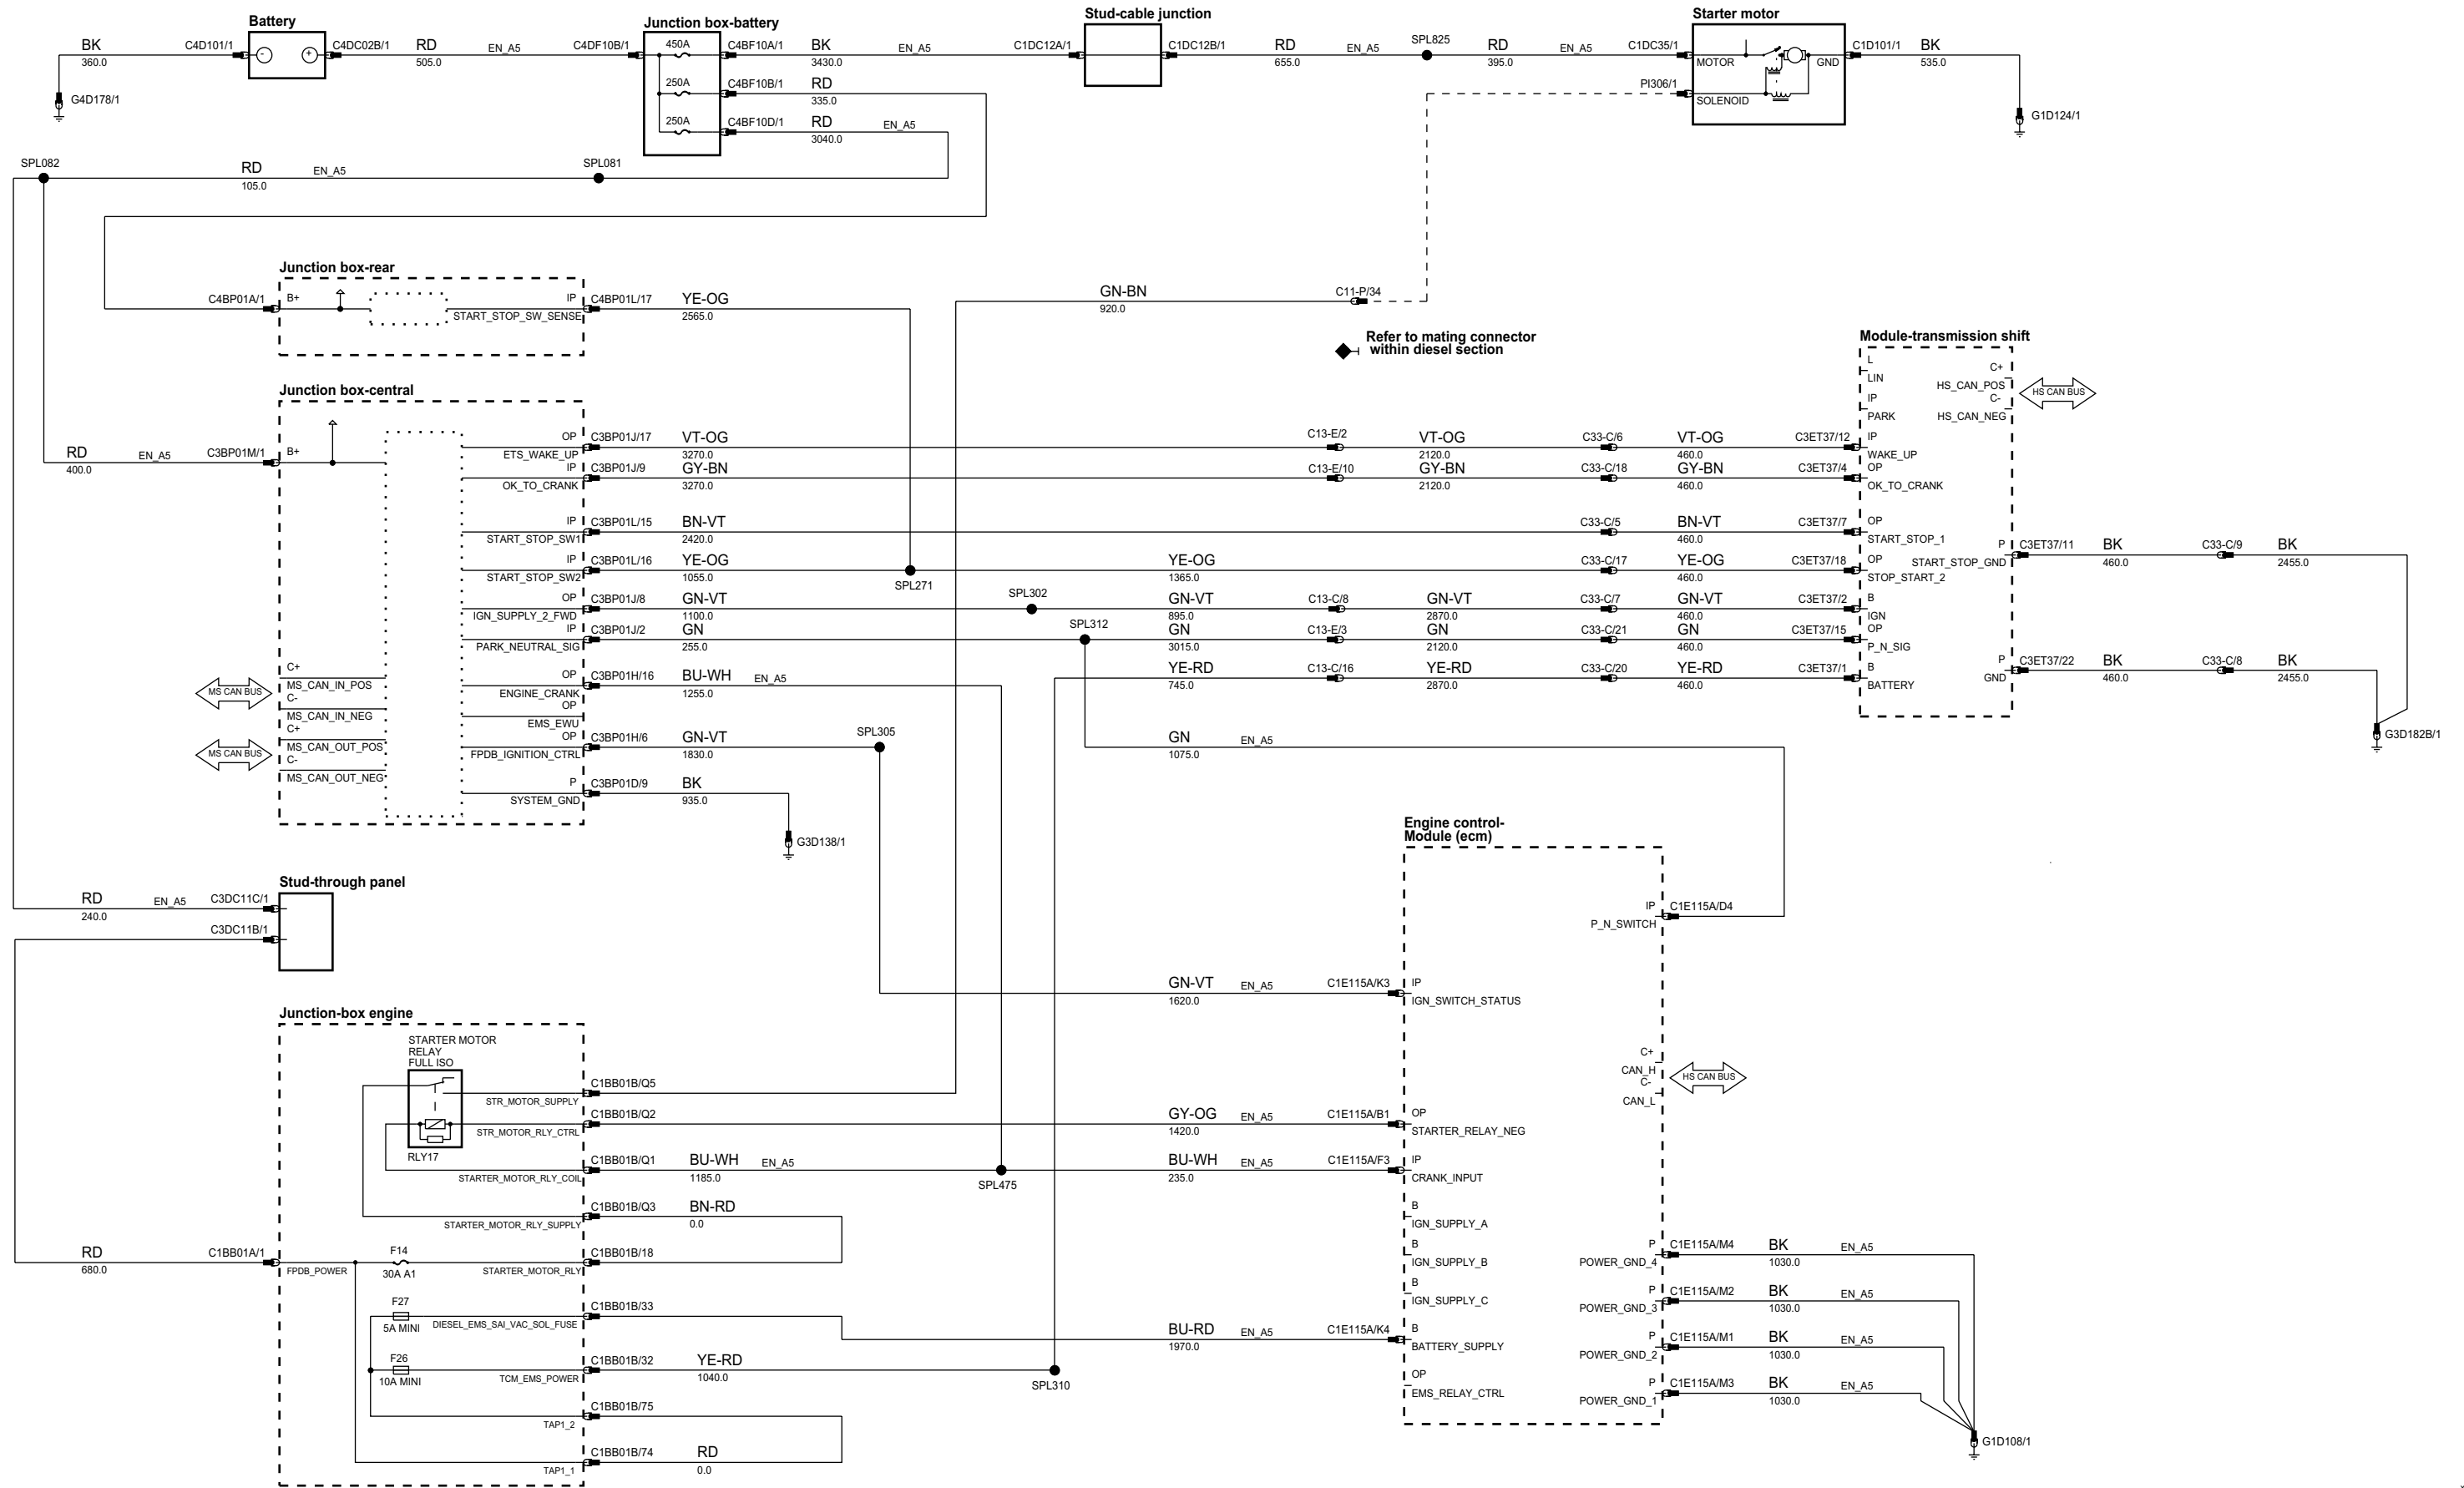 Battery
Junction box-battery
Stud-cable junction
Starter motor
BK
360.0
C4D101/1
-
+
C4DC02B/1
RD
505.0
EN_A5
C4DF10B/1
450A
250A
250A
C4BF10A/1
BK
3430.0
EN_A5
C1DC12A/1
C1DC12B/1
RD
655.0
EN_A5
SPL825
RD
395.0
EN_A5
C1DC35/1
MOTOR
GND
C1D101/1
BK
535.0
G4D178/1
C4BF10B/1
RD
335.0
PI306/1
SOLENOID
G1D124/1
C4BF10D/1
RD
3040.0
EN_A5
SPL082
RD
105.0
EN_A5
SPL081
Junction box-rear
C4BP01A/1
B+
IP
START_STOP_SW_SENSE
C4BP01L/17
YE-OG
2565.0
GN-BN
920.0
C11-P/34
Refer to mating connector
within diesel section
Module-transmission shift
L
LIN
IP
PARK
C+
HS_CAN_POS
C-
HS_CAN_NEG
HS CAN BUS
Junction box-central
RD
400.0
EN_A5
C3BP01M/1
B+
OP
ETS_WAKE_UP
C3BP01J/17
VT-OG
3270.0
C13-E/2
VT-OG
2120.0
C33-C/6
VT-OG
460.0
C3ET37/12
IP
WAKE_UP
IP
OK_TO_CRANK
C3BP01J/9
GY-BN
3270.0
C13-E/10
GY-BN
2120.0
C33-C/18
GY-BN
460.0
C3ET37/4
OP
OK_TO_CRANK
IP
START_STOP_SW1
C3BP01L/15
BN-VT
2420.0
C33-C/5
BN-VT
460.0
C3ET37/7
OP
START_STOP_1
P
START_STOP_GND
C3ET37/11
BK
460.0
C33-C/9
BK
2455.0
IP
START_STOP_SW2
C3BP01L/16
YE-OG
1055.0
SPL271
YE-OG
1365.0
C33-C/17
YE-OG
460.0
C3ET37/18
OP
STOP_START_2
OP
IGN_SUPPLY_2_FWD
C3BP01J/8
GN-VT
1100.0
SPL302
GN-VT
895.0
C13-C/8
GN-VT
2870.0
C33-C/7
GN-VT
460.0
C3ET37/2
B
IGN
IP
PARK_NEUTRAL_SIG
C3BP01J/2
GN
255.0
SPL312
GN
3015.0
C13-E/3
GN
2120.0
C33-C/21
GN
460.0
C3ET37/15
OP
P_N_SIG
YE-RD
745.0
C13-C/16
YE-RD
2870.0
C33-C/20
YE-RD
460.0
C3ET37/1
B
BATTERY
P
GND
C3ET37/22
BK
460.0
C33-C/8
BK
2455.0
G3D182B/1
MS CAN BUS
C+
MS_CAN_IN_POS
C-
MS_CAN_IN_NEG
MS CAN BUS
C+
MS_CAN_OUT_POS
C-
MS_CAN_OUT_NEG
OP
ENGINE_CRANK
C3BP01H/16
BU-WH
1255.0
EN_A5
OP
EMS_EWU
OP
FPDB_IGNITION_CTRL
C3BP01H/6
GN-VT
1830.0
SPL305
GN
1075.0
EN_A5
P
SYSTEM_GND
C3BP01D/9
BK
935.0
G3D138/1
Stud-through panel
RD
240.0
EN_A5
C3DC11C/1
C3DC11B/1
Engine control-
Module (ecm)
IP
P_N_SWITCH
C1E115A/D4
GN-VT
1620.0
EN_A5
C1E115A/K3
IP
IGN_SWITCH_STATUS
C+
CAN_H
C-
CAN_L
HS CAN BUS
Junction-box engine
STARTER MOTOR
RELAY
FULL ISO
RLY17
STR_MOTOR_SUPPLY
C1BB01B/Q5
STR_MOTOR_RLY_CTRL
C1BB01B/Q2
GY-OG
1420.0
EN_A5
C1E115A/B1
OP
STARTER_RELAY_NEG
STARTER_MOTOR_RLY_COIL
C1BB01B/Q1
BU-WH
1185.0
EN_A5
SPL475
BU-WH
235.0
EN_A5
C1E115A/F3
IP
CRANK_INPUT
STARTER_MOTOR_RLY_SUPPLY
C1BB01B/Q3
BN-RD
0.0
B
IGN_SUPPLY_A
B
IGN_SUPPLY_B
B
IGN_SUPPLY_C
RD
680.0
C1BB01A/1
FPDB_POWER
F14
30A A1
STARTER_MOTOR_RLY
C1BB01B/18
F27
5A MINI
DIESEL_EMS_SAI_VAC_SOL_FUSE
C1BB01B/33
BU-RD
1970.0
EN_A5
C1E115A/K4
B
BATTERY_SUPPLY
F26
10A MINI
TCM_EMS_POWER
C1BB01B/32
YE-RD
1040.0
SPL310
OP
EMS_RELAY_CTRL
TAP1_2
C1BB01B/75
TAP1_1
C1BB01B/74
RD
0.0
P
POWER_GND_4
C1E115A/M4
BK
1030.0
EN_A5
P
POWER_GND_3
C1E115A/M2
BK
1030.0
EN_A5
P
POWER_GND_2
C1E115A/M1
BK
1030.0
EN_A5
P
POWER_GND_1
C1E115A/M3
BK
1030.0
EN_A5
G1D108/1